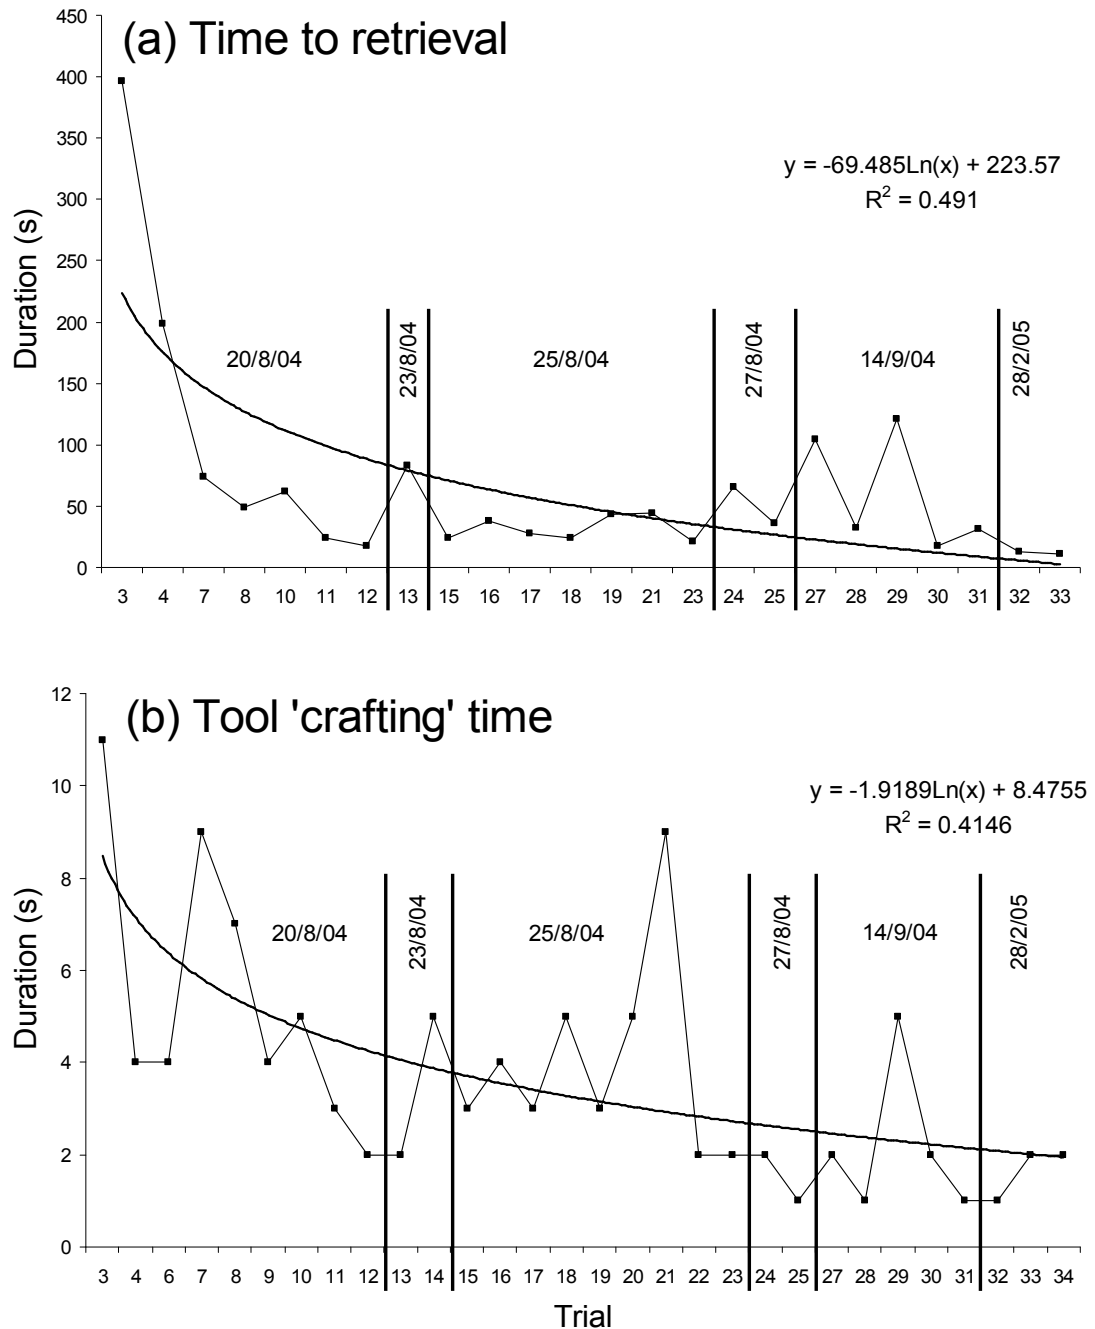 (a) Time to retrieval
450
400
350
300
250
200
150
100
50
0
Duration (s)
y = -69.485Ln(x) + 223.57
R² = 0.491
20/8/04
23/8/04
25/8/04
27/8/04
14/9/04
28/2/05
3 4 7 8 10 11 12 13 15 16 17 18 19 21 23 24 25 27 28 29 30 31 32 33
(b) Tool 'crafting' time
12
10
8
6
4
2
0
Duration (s)
y = -1.9189Ln(x) + 8.4755
R² = 0.4146
20/8/04
23/8/04
25/8/04
27/8/04
14/9/04
28/2/05
3 4 6 7 8 9 10 11 12 13 14 15 16 17 18 19 20 21 22 23 24 25 27 28 29 30 31 32 33 34
Trial